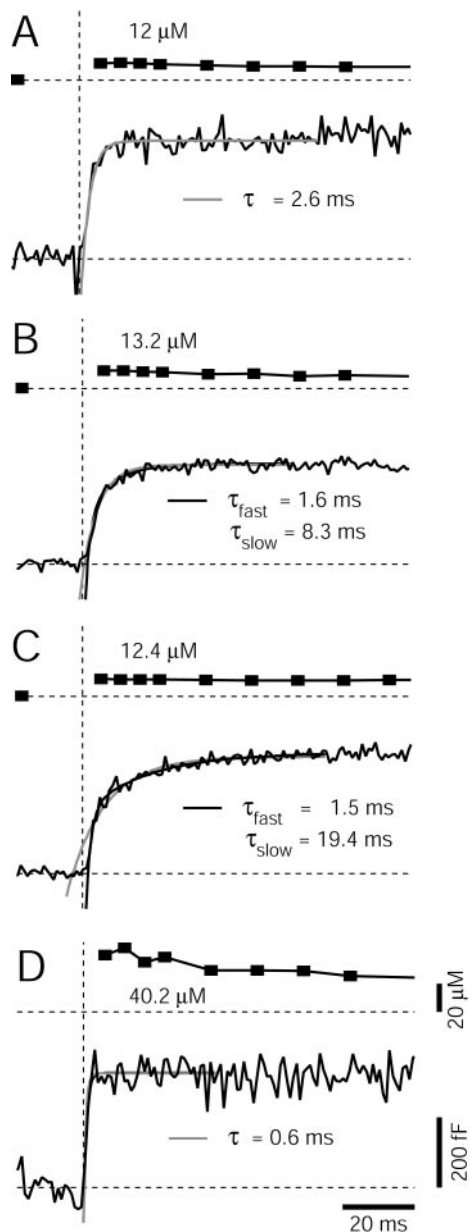 A
12 μM
τ = 2.6 ms
B
13.2 μM
τfast = 1.6 ms
τslow = 8.3 ms
C
12.4 μM
τfast = 1.5 ms
τslow = 19.4 ms
D
40.2 μM
20 μM
τ = 0.6 ms
200 fF
20 ms